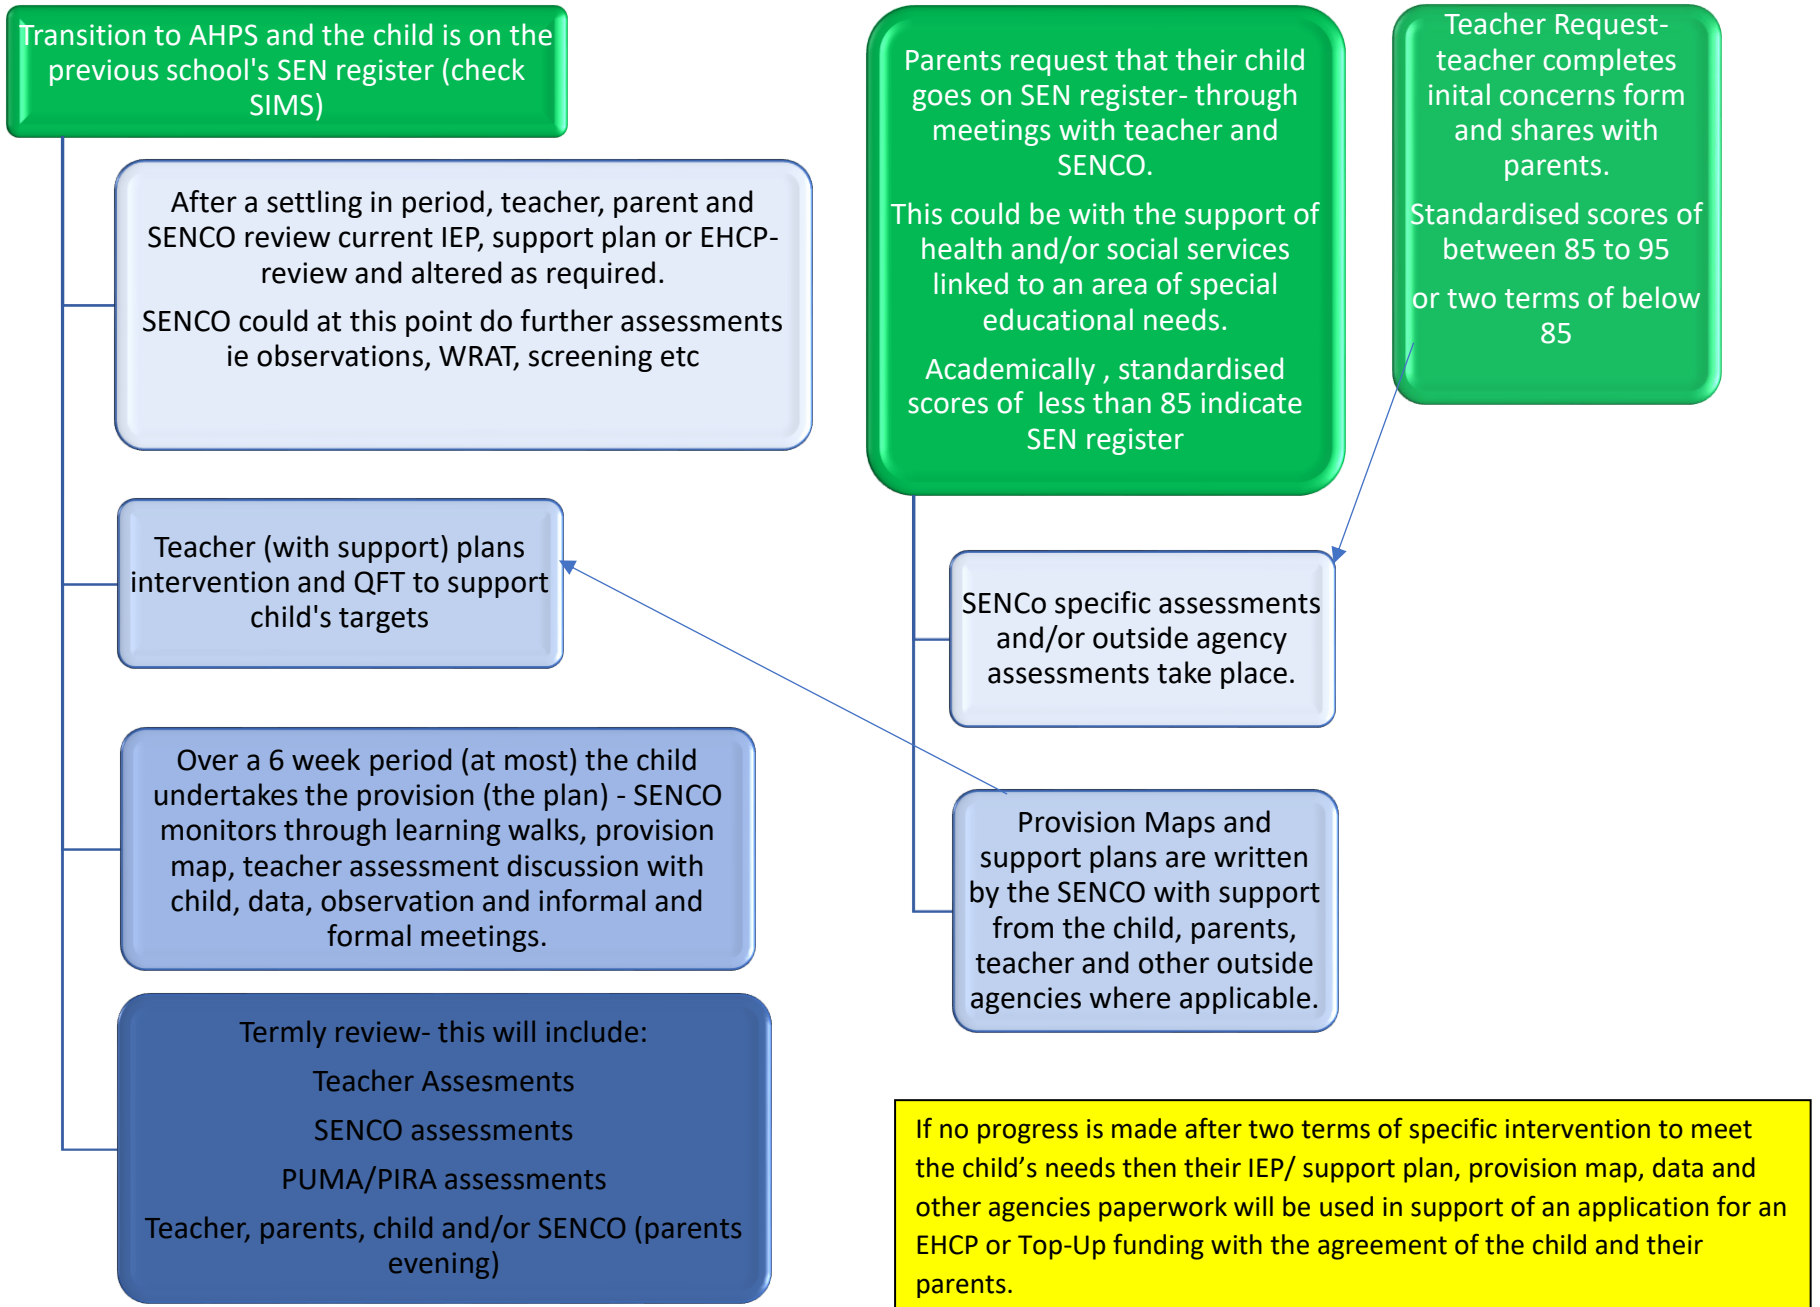 Transition to AHPS and the child is on the
previous school's SEN register (check
SIMS)
After a settling in period, teacher, parent and
SENCO review current IEP, support plan or EHCP-
review and altered as required.
SENCO could at this point do further assessments
ie observations, WRAT, screening etc
Teacher (with support) plans
intervention and QFT to support
child's targets
Over a 6 week period (at most) the child
undertakes the provision (the plan) - SENCO
monitors through learning walks, provision
map, teacher assessment discussion with
child, data, observation and informal and
formal meetings.
Termly review- this will include:
Teacher Assesments
SENCO assessments
PUMA/PIRA assessments
Teacher, parents, child and/or SENCO (parents
evening)
Parents request that their child
goes on SEN register- through
meetings with teacher and
SENCO.
This could be with the support of
health and/or social services
linked to an area of special
educational needs.
Academically , standardised
scores of  less than 85 indicate
SEN register
SENCo specific assessments
and/or outside agency
assessments take place.
Provision Maps and
support plans are written
by the SENCO with support
from the child, parents,
teacher and other outside
agencies where applicable.
Teacher Request-
teacher completes
inital concerns form
and shares with
parents.
Standardised scores of
between 85 to 95
or two terms of below
85
If no progress is made after two terms of specific intervention to meet
the child’s needs then their IEP/ support plan, provision map, data and
other agencies paperwork will be used in support of an application for an
EHCP or Top-Up funding with the agreement of the child and their
parents.